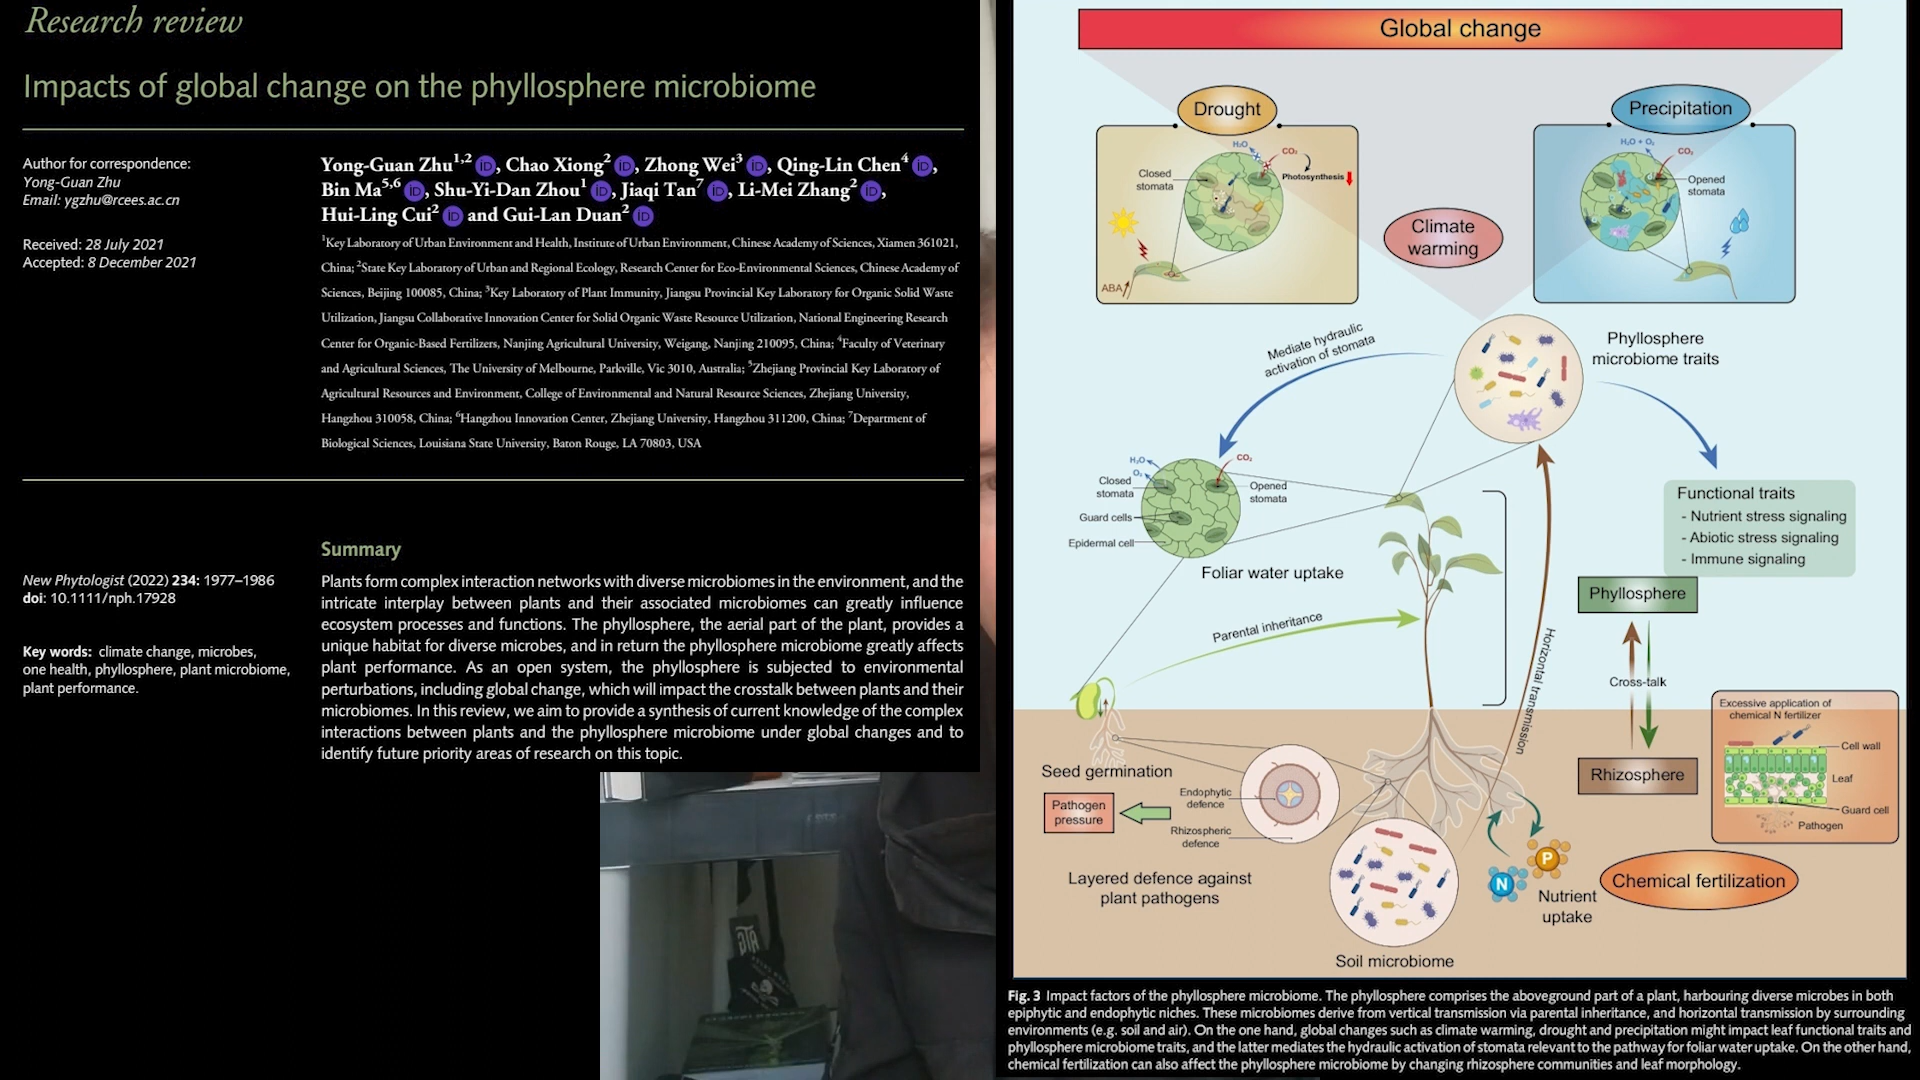 Research review
Impacts of global change on the phyllosphere microbiome
Author for correspondence:
Yong-Guan Zhu
Email: ygzhu@rcees.ac.cn
Received: 28 July 2021
Accepted: 8 December 2021
Yong-Guan Zhu1,2 iD, Chao Xiong2 iD, Zhong Wei3 iD, Qing-Lin Chen4 iD,
Bin Ma5,6 iD, Shu-Yi-Dan Zhou1 iD, Jiaqi Tan7 iD, Li-Mei Zhang2 iD,
Hui-Ling Cui2 iD and Gui-Lan Duan2 iD
1Key Laboratory of Urban Environment and Health, Institute of Urban Environment, Chinese Academy of Sciences, Xiamen 361021,
China; 2State Key Laboratory of Urban and Regional Ecology, Research Center for Eco-Environmental Sciences, Chinese Academy of
Sciences, Beijing 100085, China; 3Key Laboratory of Plant Immunity, Jiangsu Provincial Key Laboratory for Organic Solid Waste
Utilization, Jiangsu Collaborative Innovation Center for Solid Organic Waste Resource Utilization, National Engineering Research
Center for Organic-Based Fertilizers, Nanjing Agricultural University, Weigang, Nanjing 210095, China; 4Faculty of Veterinary
and Agricultural Sciences, The University of Melbourne, Parkville, Vic 3010, Australia; 5Zhejiang Provincial Key Laboratory of
Agricultural Resources and Environment, College of Environmental and Natural Resource Sciences, Zhejiang University,
Hangzhou 310058, China; 6Hangzhou Innovation Center, Zhejiang University, Hangzhou 311200, China; 7Department of
Biological Sciences, Louisiana State University, Baton Rouge, LA 70803, USA
New Phytologist (2022) 234: 1977–1986
doi: 10.1111/nph.17928
Key words: climate change, microbes,
one health, phyllosphere, plant microbiome,
plant performance.
Summary
Plants form complex interaction networks with diverse microbiomes in the environment, and the
intricate interplay between plants and their associated microbiomes can greatly influence
ecosystem processes and functions. The phyllosphere, the aerial part of the plant, provides a
unique habitat for diverse microbes, and in return the phyllosphere microbiome greatly affects
plant performance. As an open system, the phyllosphere is subjected to environmental
perturbations, including global change, which will impact the crosstalk between plants and their
microbiomes. In this review, we aim to provide a synthesis of current knowledge of the complex
interactions between plants and the phyllosphere microbiome under global changes and to
identify future priority areas of research on this topic.
Global change
Drought
H2O
CO2
Photosynthesis
Closed
stomata
ABA
Climate
warming
Precipitation
H2O + O2
CO2
Opened
stomata
Mediate hydraulic
activation of stomata
Phyllosphere
microbiome traits
H2O
O2
CO2
Closed
stomata
Opened
stomata
Guard cells
Epidermal cell
Foliar water uptake
Functional traits
- Nutrient stress signaling
- Abiotic stress signaling
- Immune signaling
Phyllosphere
Parental inheritance
Horizontal transmission
Cross-talk
Rhizosphere
Excessive application of
chemical N fertilizer
Cell wall
Leaf
Guard cell
Pathogen
Seed germination
Pathogen
pressure
Endophytic
defence
Rhizospheric
defence
Layered defence against
plant pathogens
N
P
Nutrient
uptake
Chemical fertilization
Soil microbiome
Fig. 3 Impact factors of the phyllosphere microbiome. The phyllosphere comprises the aboveground part of a plant, harbouring diverse microbes in both
epiphytic and endophytic niches. These microbiomes derive from vertical transmission via parental inheritance, and horizontal transmission by surrounding
environments (e.g. soil and air). On the one hand, global changes such as climate warming, drought and precipitation might impact leaf functional traits and
phyllosphere microbiome traits, and the latter mediates the hydraulic activation of stomata relevant to the pathway for foliar water uptake. On the other hand,
chemical fertilization can also affect the phyllosphere microbiome by changing rhizosphere communities and leaf morphology.